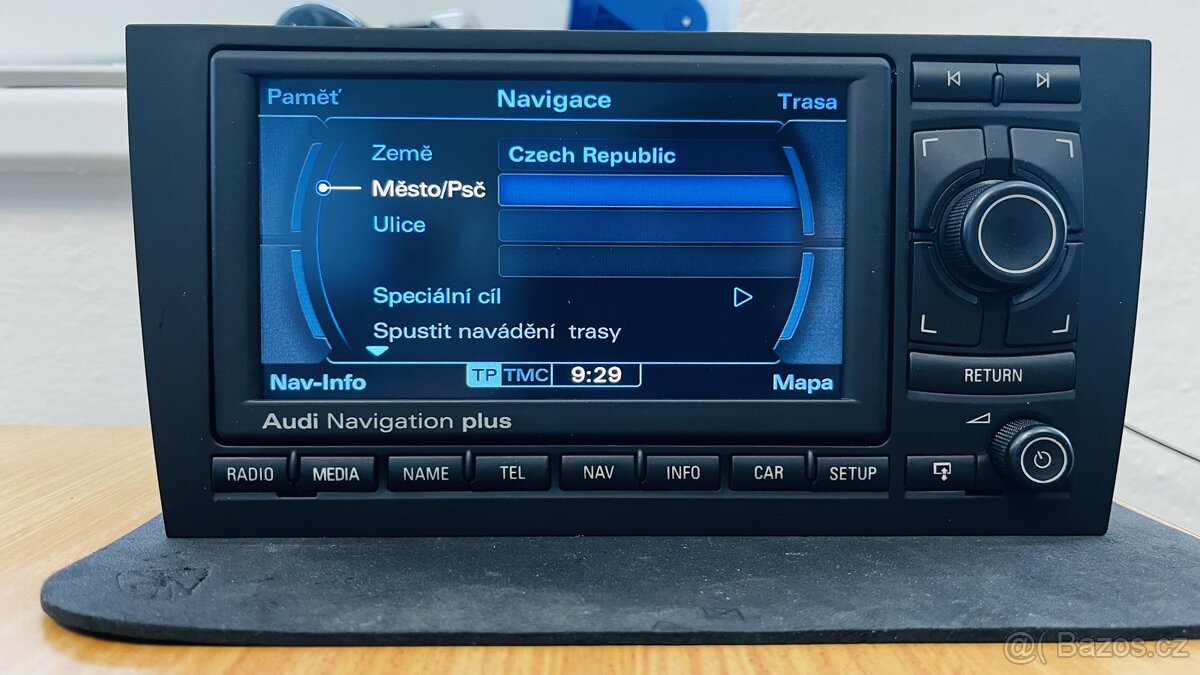 Paměť Navigace Trasa
Země Czech Republic
Město/Psč
Ulice
Speciální cíl
Spustit navádění trasy
Nav-Info TP TMC 9:29 Mapa
Audi Navigation plus
RETURN
RADIO MEDIA NAME TEL NAV INFO CAR SETUP
@( Bazos.cz